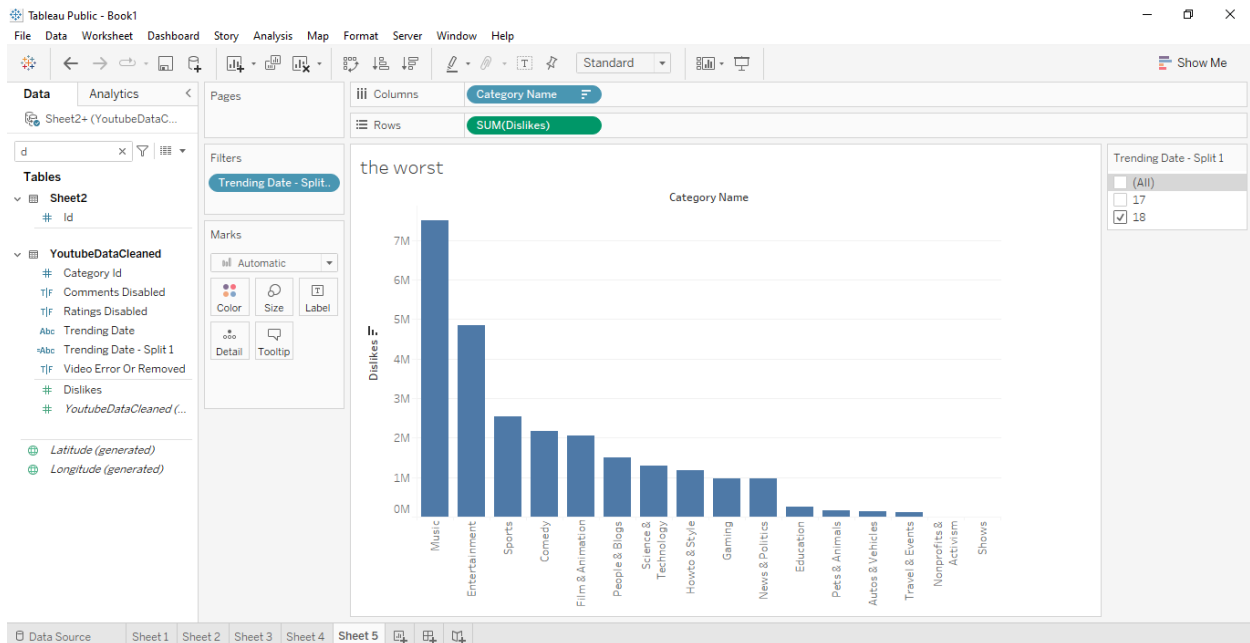 Tableau Public - Book1
File Data Worksheet Dashboard Story Analysis Map Format Server Window Help
Standard
Show Me
Data Analytics
Sheet2+ (YoutubeDataC...
d
Tables
Sheet2
# Id
YoutubeDataCleaned
# Category Id
T|F Comments Disabled
T|F Ratings Disabled
Abc Trending Date
=Abc Trending Date - Split 1
T|F Video Error Or Removed
# Dislikes
# YoutubeDataCleaned (...
Latitude (generated)
Longitude (generated)
Pages
Filters
Trending Date - Split..
Marks
Automatic
Color Size Label
Detail Tooltip
Columns Category Name
Rows SUM(Dislikes)
the worst
Category Name
Dislikes
7M
6M
5M
4M
3M
2M
1M
0M
Music
Entertainment
Sports
Comedy
Film & Animation
People & Blogs
Science &
Technology
Howto & Style
Gaming
News & Politics
Education
Pets & Animals
Autos & Vehicles
Travel & Events
Nonprofits &
Activism
Shows
Trending Date - Split 1
(All)
17
18
Data Source Sheet 1 Sheet 2 Sheet 3 Sheet 4 Sheet 5